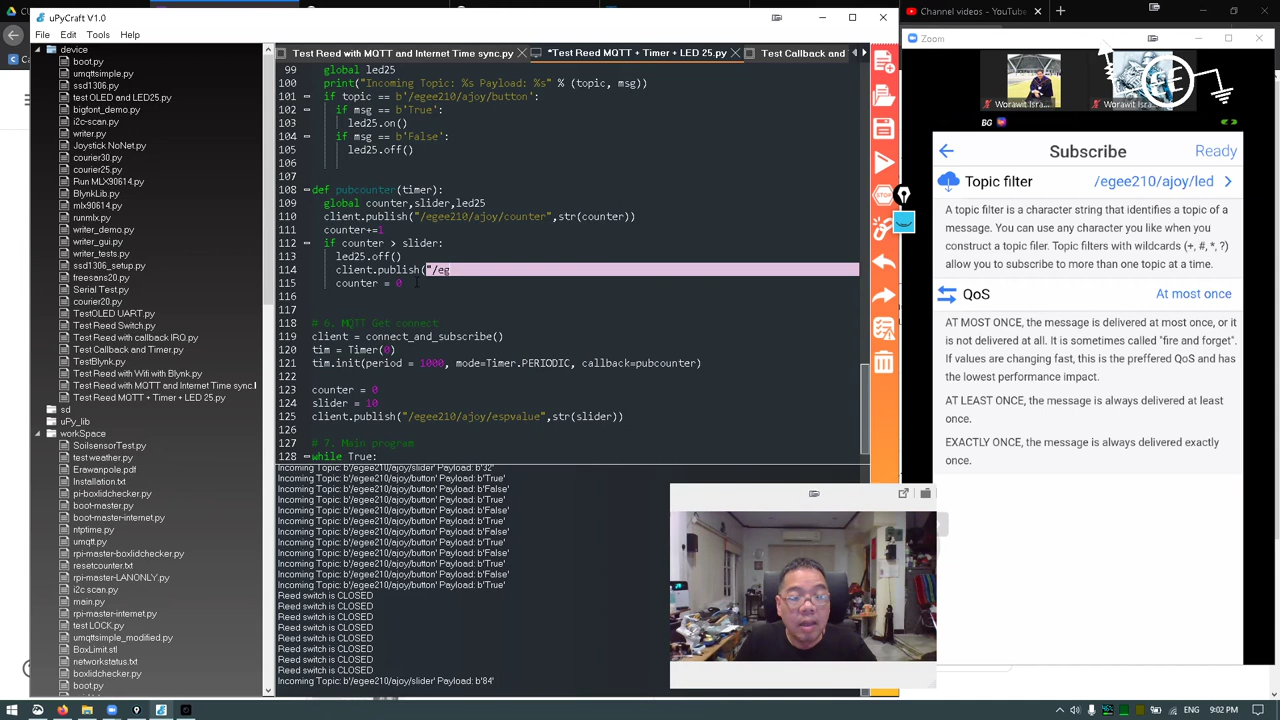 uPyCraft V1.0
Channel videos - YouTube
File Edit Tools Help
Zoom
device
boot.py
umqttsimple.py
ssd1306.py
test OLED and LED25.py
bigfont_demo.py
i2c-scan.py
writer.py
Joystick NoNet.py
courier30.py
courier25.py
Run MLX90614.py
BlynkLib.py
mlx90614.py
runmlx.py
writer_demo.py
writer_gui.py
writer_tests.py
ssd1306_setup.py
freesans20.py
Serial Test.py
courier20.py
TestOLED UART.py
Test Reed Switch.py
Test Reed with callback IRQ.py
Test Callback and Timer.py
TestBlynk.py
Test Reed with Wifi with Blynk.py
Test Reed with MQTT and Internet Time sync.
Test Reed MQTT + Timer + LED 25.py
sd
uPy_lib
workSpace
SoilsensorTest.py
test weather.py
Erawanpole.pdf
Installation.txt
pi-boxlidchecker.py
boot-master.py
boot-master-internet.py
ntptime.py
umqtt.py
rpi-master-boxlidchecker.py
resetcounter.txt
rpi-master-LANONLY.py
i2c scan.py
main.py
rpi-master-internet.py
test LOCK.py
umqttsimple_modified.py
BoxLimit.stl
networkstatus.txt
boxlidchecker.py
boot.py
Test Reed with MQTT and Internet Time sync.py
*Test Reed MQTT + Timer + LED 25.py
Test Callback and
99 global led25
100 print("Incoming Topic: %s Payload: %s" % (topic, msg))
101 if topic == b'/egee210/ajoy/button':
102 if msg == b'True':
103 led25.on()
104 if msg == b'False':
105 led25.off()
106
107
108 def pubcounter(timer):
109 global counter,slider,led25
110 client.publish("/egee210/ajoy/counter",str(counter))
111 counter+=1
112 if counter > slider:
113 led25.off()
114 client.publish("/eg
115 counter = 0
116
117
118 # 6. MQTT Get connect
119 client = connect_and_subscribe()
120 tim = Timer(0)
121 tim.init(period = 1000, mode=Timer.PERIODIC, callback=pubcounter)
122
123 counter = 0
124 slider = 10
125 client.publish("/egee210/ajoy/espvalue",str(slider))
126
127 # 7. Main program
128 while True:
Incoming Topic: b'/egee210/ajoy/slider' Payload: b'32'
Incoming Topic: b'/egee210/ajoy/button' Payload: b'True'
Incoming Topic: b'/egee210/ajoy/button' Payload: b'False'
Incoming Topic: b'/egee210/ajoy/button' Payload: b'True'
Incoming Topic: b'/egee210/ajoy/button' Payload: b'False'
Incoming Topic: b'/egee210/ajoy/button' Payload: b'True'
Incoming Topic: b'/egee210/ajoy/button' Payload: b'False'
Incoming Topic: b'/egee210/ajoy/button' Payload: b'True'
Incoming Topic: b'/egee210/ajoy/button' Payload: b'False'
Incoming Topic: b'/egee210/ajoy/button' Payload: b'True'
Incoming Topic: b'/egee210/ajoy/button' Payload: b'False'
Incoming Topic: b'/egee210/ajoy/button' Payload: b'True'
Reed switch is CLOSED
Reed switch is CLOSED
Reed switch is CLOSED
Reed switch is CLOSED
Reed switch is CLOSED
Reed switch is CLOSED
Reed switch is CLOSED
Reed switch is CLOSED
Incoming Topic: b'/egee210/ajoy/slider' Payload: b'84'
STOP
Worawit Isra...
Worawit Isra...
BG
Subscribe
Ready
Topic filter
/egee210/ajoy/led
A topic filter is a character string that identifies a topic of a
message. You can use any character you like when you
construct a topic filer. Topic filters with wildcards (+, #, *, ?)
allow you to subscribe to more than one topic at a time.
QoS
At most once
AT MOST ONCE, the message is delivered at most once, or it
is not delivered at all. It is sometimes called "fire and forget".
If values are changing fast, this is the preffered QoS and has
the lowest performance impact.
AT LEAST ONCE, the message is always delivered at least
once.
EXACTLY ONCE, the message is always delivered exactly
once.
ENG 9:02 PM